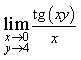 lim tg (xy)
x→0
y→4 x